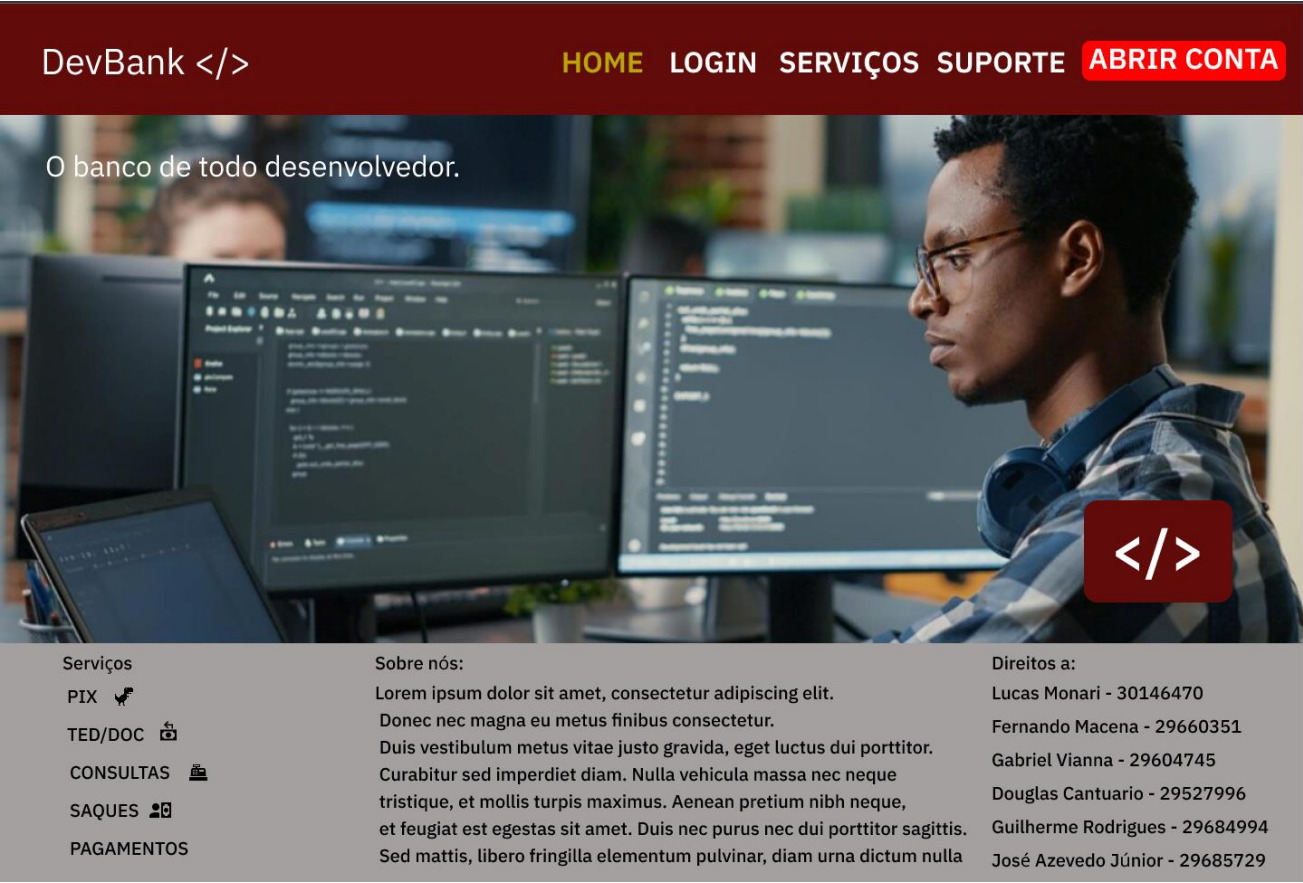 DevBank </>
HOME LOGIN SERVIÇOS SUPORTE ABRIR CONTA
O banco de todo desenvolvedor.
</>
Serviços
PIX
TED/DOC
CONSULTAS
SAQUES
PAGAMENTOS
Sobre nós:
Lorem ipsum dolor sit amet, consectetur adipiscing elit.
Donec nec magna eu metus finibus consectetur.
Duis vestibulum metus vitae justo gravida, eget luctus dui porttitor.
Curabitur sed imperdiet diam. Nulla vehicula massa nec neque
tristique, et mollis turpis maximus. Aenean pretium nibh neque,
et feugiat est egestas sit amet. Duis nec purus nec dui porttitor sagittis.
Sed mattis, libero fringilla elementum pulvinar, diam urna dictum nulla
Direitos a:
Lucas Monari - 30146470
Fernando Macena - 29660351
Gabriel Vianna - 29604745
Douglas Cantuario - 29527996
Guilherme Rodrigues - 29684994
José Azevedo Júnior - 29685729